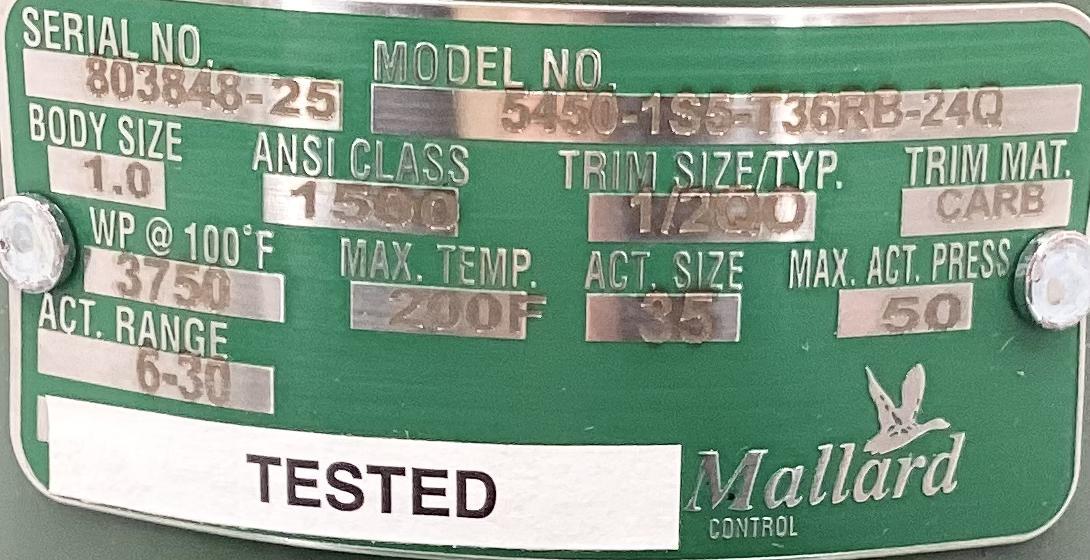 SERIAL NO.
803848-25
MODEL NO.
5450-1S5-T36RB-24Q
BODY SIZE
1.0
ANSI CLASS
1500
TRIM SIZE/TYP.
1/2QO
TRIM MAT.
CARB
WP @ 100°F
3750
MAX. TEMP.
200F
ACT. SIZE
35
MAX. ACT. PRESS
50
ACT. RANGE
6-30
TESTED
Mallard
CONTROL